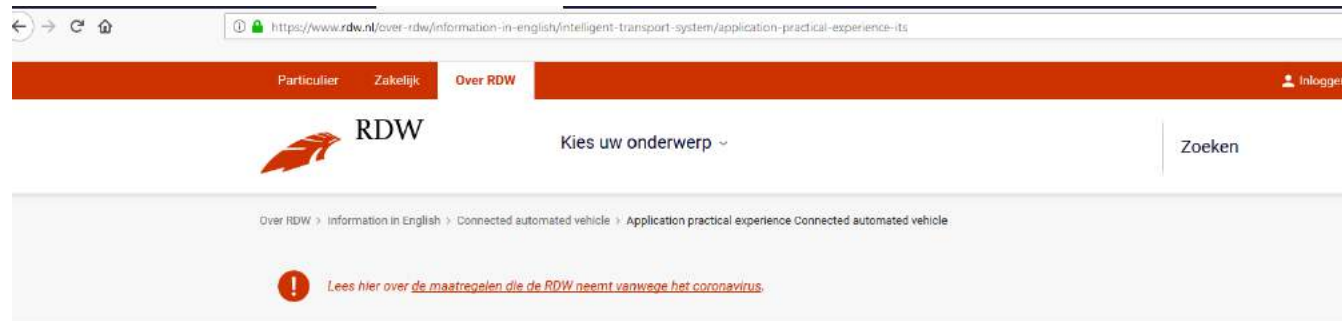 https://www.rdw.nl/over-rdw/information-in-english/intelligent-transport-system/application-practical-experience-its
Particulier Zakelijk Over RDW Inlogge
RDW
Kies uw onderwerp
Zoeken
Over RDW > Information in English > Connected automated vehicle > Application practical experience Connected automated vehicle
Lees hier over de maatregelen die de RDW neemt vanwege het coronavirus.